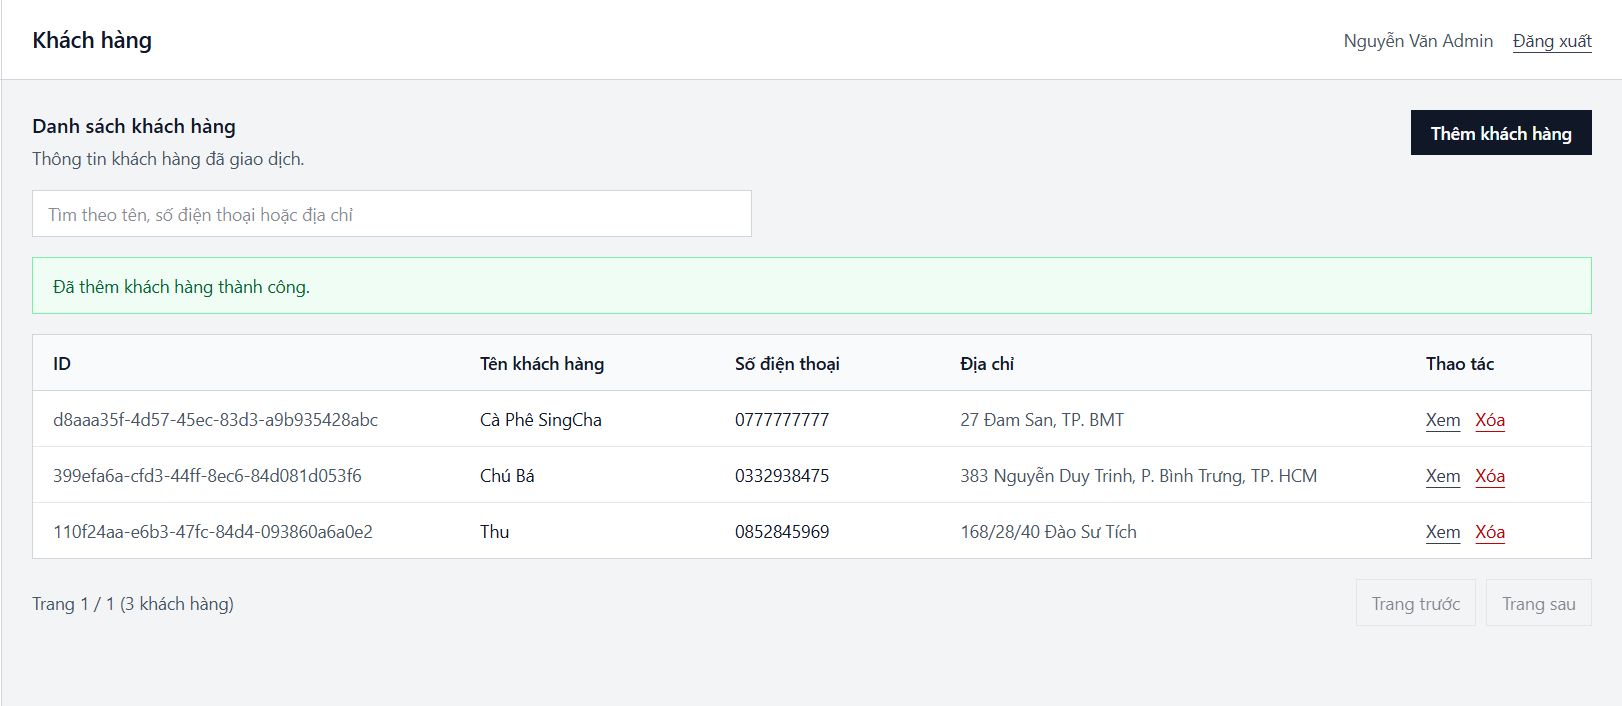 Khách hàng
Nguyễn Văn Admin Đăng xuất
Danh sách khách hàng
Thông tin khách hàng đã giao dịch.
Thêm khách hàng
Tìm theo tên, số điện thoại hoặc địa chỉ
Đã thêm khách hàng thành công.
ID Tên khách hàng Số điện thoại Địa chỉ Thao tác
d8aaa35f-4d57-45ec-83d3-a9b935428abc Cà Phê SingCha 0777777777 27 Đam San, TP. BMT Xem Xóa
399efa6a-cfd3-44ff-8ec6-84d081d053f6 Chú Bá 0332938475 383 Nguyễn Duy Trinh, P. Bình Trưng, TP. HCM Xem Xóa
110f24aa-e6b3-47fc-84d4-093860a6a0e2 Thu 0852845969 168/28/40 Đào Sư Tích Xem Xóa
Trang 1 / 1 (3 khách hàng) Trang trước Trang sau